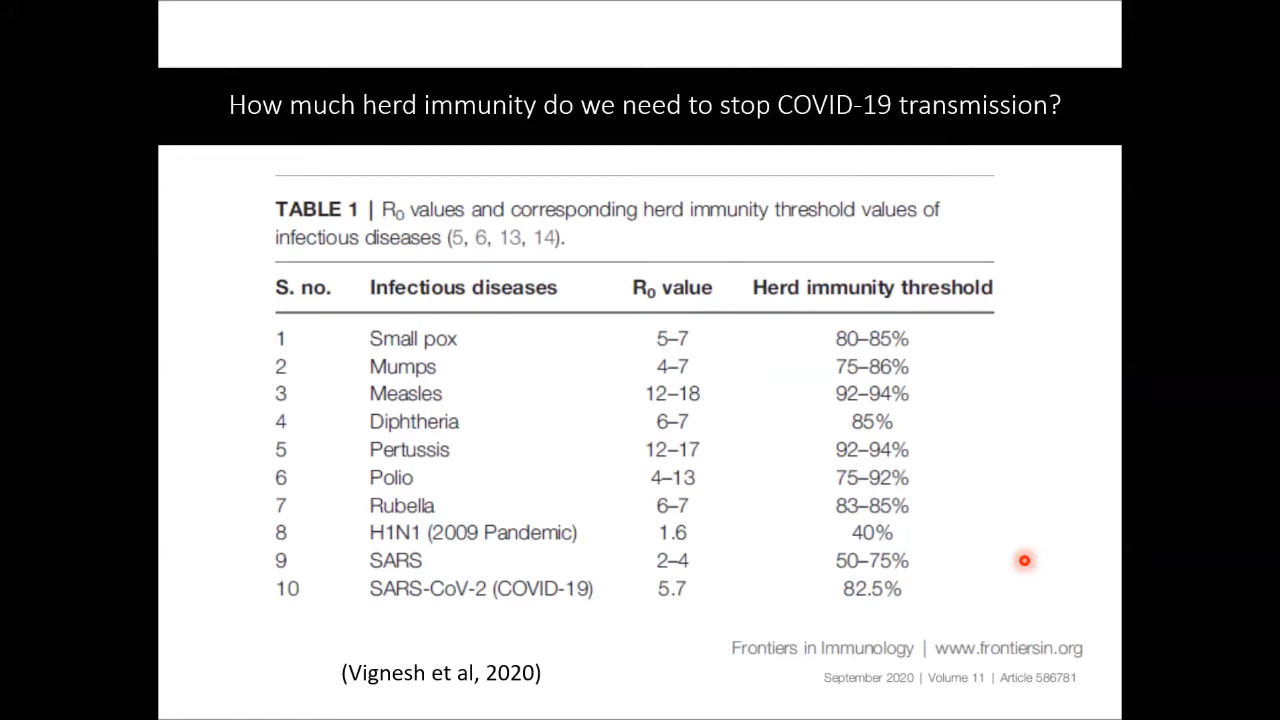 How much herd immunity do we need to stop COVID-19 transmission?
TABLE 1 | R₀ values and corresponding herd immunity threshold values of
infectious diseases (5, 6, 13, 14).
S. no. Infectious diseases R₀ value Herd immunity threshold
1 Small pox 5–7 80–85%
2 Mumps 4–7 75–86%
3 Measles 12–18 92–94%
4 Diphtheria 6–7 85%
5 Pertussis 12–17 92–94%
6 Polio 4–13 75–92%
7 Rubella 6–7 83–85%
8 H1N1 (2009 Pandemic) 1.6 40%
9 SARS 2–4 50–75%
10 SARS-CoV-2 (COVID-19) 5.7 82.5%
Frontiers in Immunology | www.frontiersin.org
(Vignesh et al, 2020)
September 2020 | Volume 11 | Article 586781